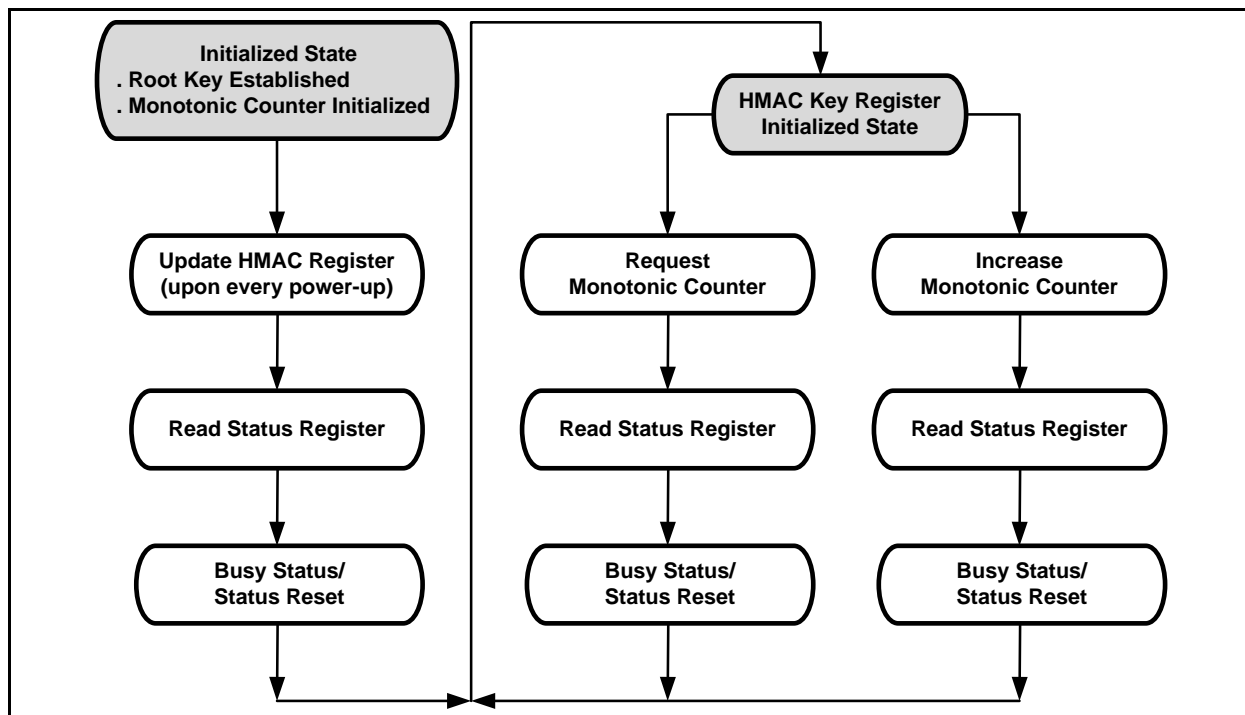 Initialized State
. Root Key Established
. Monotonic Counter Initialized
Update HMAC Register
(upon every power-up)
Read Status Register
Busy Status/
Status Reset
HMAC Key Register
Initialized State
Request
Monotonic Counter
Read Status Register
Busy Status/
Status Reset
Increase
Monotonic Counter
Read Status Register
Busy Status/
Status Reset